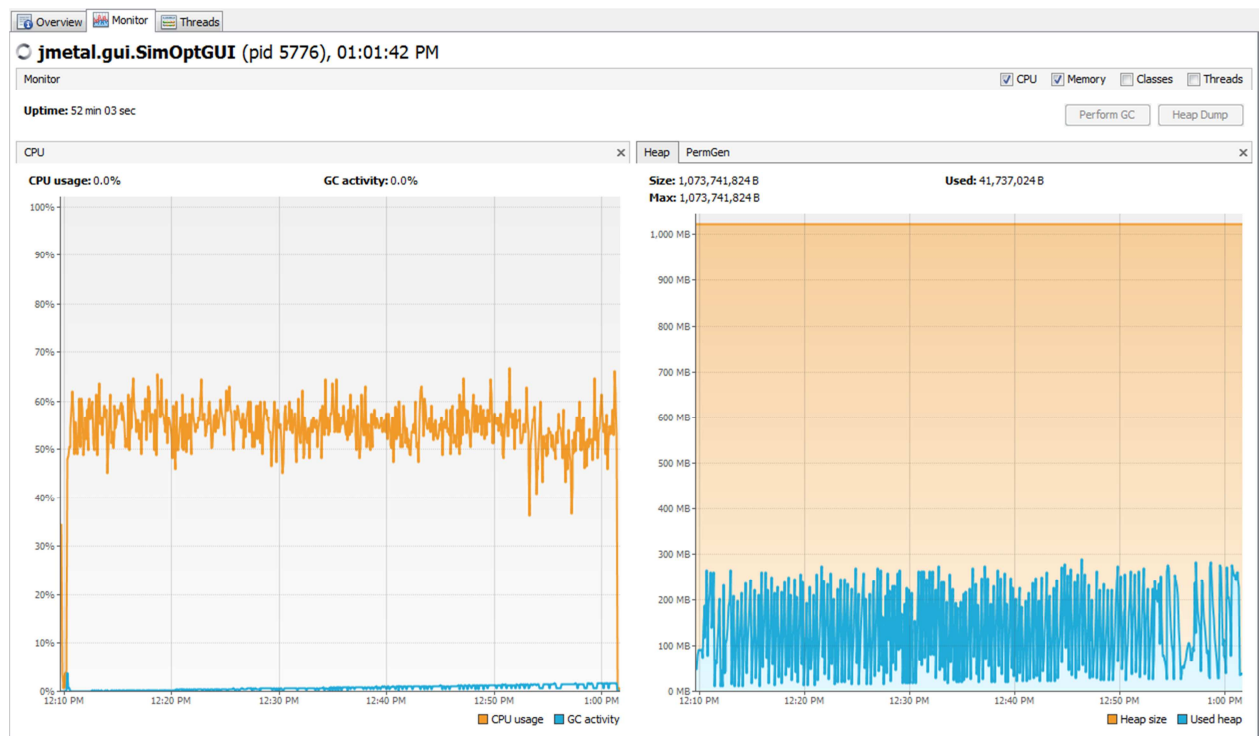 Overview Monitor Threads
jmetal.gui.SimOptGUI (pid 5776), 01:01:42 PM
Monitor
CPU Memory Classes Threads
Uptime: 52 min 03 sec
Perform GC Heap Dump
CPU
CPU usage: 0.0% GC activity: 0.0%
100%
90%
80%
70%
60%
50%
40%
30%
20%
10%
0%
12:10 PM 12:20 PM 12:30 PM 12:40 PM 12:50 PM 1:00 PM
CPU usage GC activity
Heap PermGen
Size: 1,073,741,824 B Used: 41,737,024 B
Max: 1,073,741,824 B
1,000 MB
900 MB
800 MB
700 MB
600 MB
500 MB
400 MB
300 MB
200 MB
100 MB
0 MB
12:10 PM 12:20 PM 12:30 PM 12:40 PM 12:50 PM 1:00 PM
Heap size Used heap